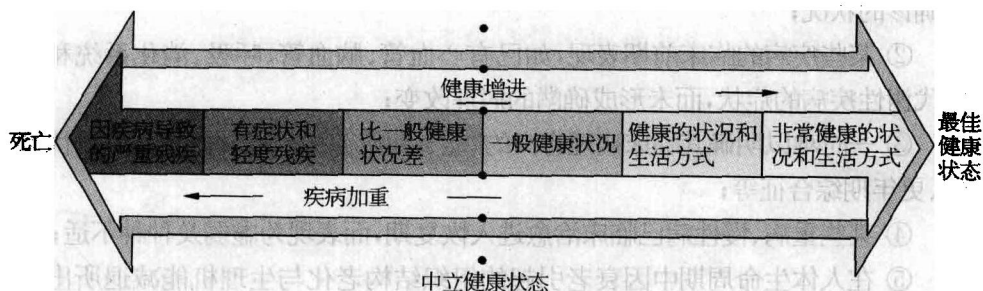 健康增进
死亡
因疾病导致
的严重残疾
有症状和
轻度残疾
比一般健康
状况差
一般健康状况
健康的状况和
生活方式
非常健康的状
况和生活方式
最佳
健康
状态
疾病加重
中立健康状态